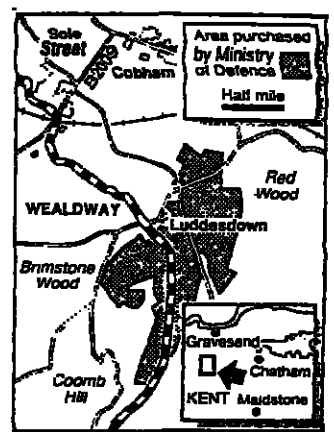 Sole
Street
B2009
Cobham
Area purchased
by Ministry
of Defence
Half mile
Red
Wood
WEALDWAY
Luddesdown
Brimstone
Wood
Coomb
Hill
Gravesend
Chatham
KENT
Maidstone